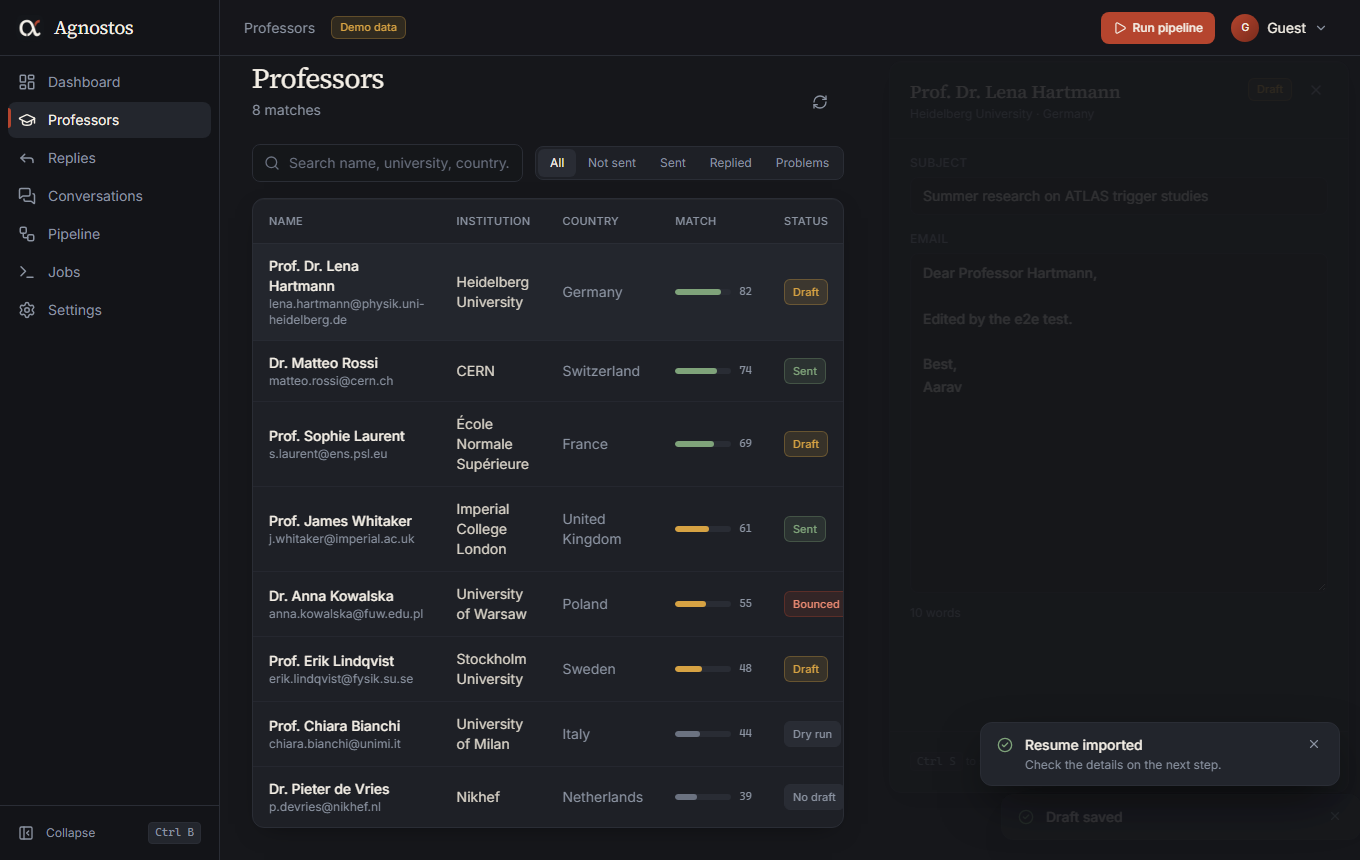 Agnostos
Professors
Demo data
Run pipeline
G
Guest
Dashboard
Professors
Replies
Conversations
Pipeline
Jobs
Settings
Collapse
Ctrl B
Professors
8 matches
Search name, university, country.
All
Not sent
Sent
Replied
Problems
NAME INSTITUTION COUNTRY MATCH STATUS
Prof. Dr. Lena
Hartmann
lena.hartmann@physik.uni-
heidelberg.de
Heidelberg
University
Germany
82
Draft
Dr. Matteo Rossi
matteo.rossi@cern.ch
CERN
Switzerland
74
Sent
Prof. Sophie Laurent
s.laurent@ens.psl.eu
École
Normale
Supérieure
France
69
Draft
Prof. James Whitaker
j.whitaker@imperial.ac.uk
Imperial
College
London
United
Kingdom
61
Sent
Dr. Anna Kowalska
anna.kowalska@fuw.edu.pl
University
of Warsaw
Poland
55
Bounced
Prof. Erik Lindqvist
erik.lindqvist@fysik.su.se
Stockholm
University
Sweden
48
Draft
Prof. Chiara Bianchi
chiara.bianchi@unimi.it
University
of Milan
Italy
44
Dry run
Dr. Pieter de Vries
p.devries@nikhef.nl
Nikhef
Netherlands
39
No draft
Prof. Dr. Lena Hartmann
Draft
Heidelberg University · Germany
SUBJECT
Summer research on ATLAS trigger studies
EMAIL
Dear Professor Hartmann,
Edited by the e2e test.
Best,
Aarav
10 words
Ctrl S
Resume imported
Check the details on the next step.
Draft saved